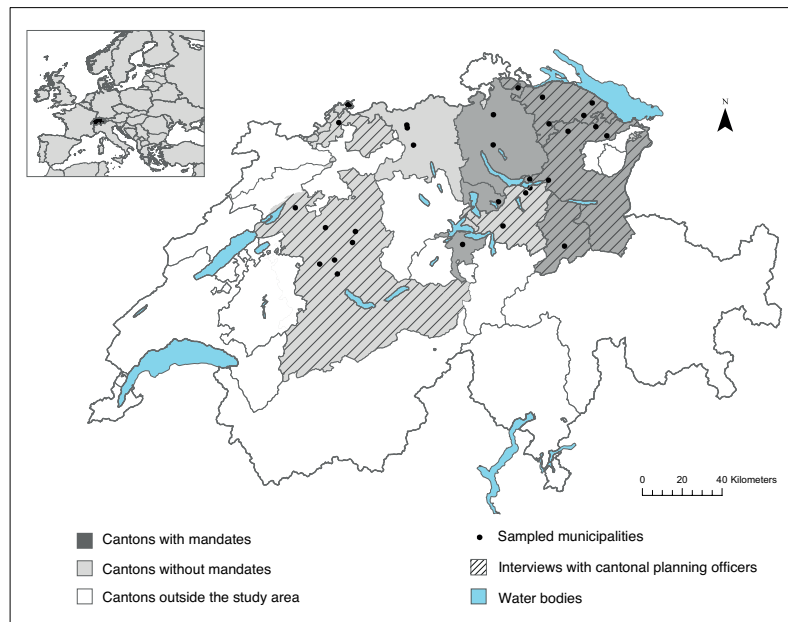 N
0 20 40 Kilometers
Cantons with mandates
Cantons without mandates
Cantons outside the study area
Sampled municipalities
Interviews with cantonal planning officers
Water bodies